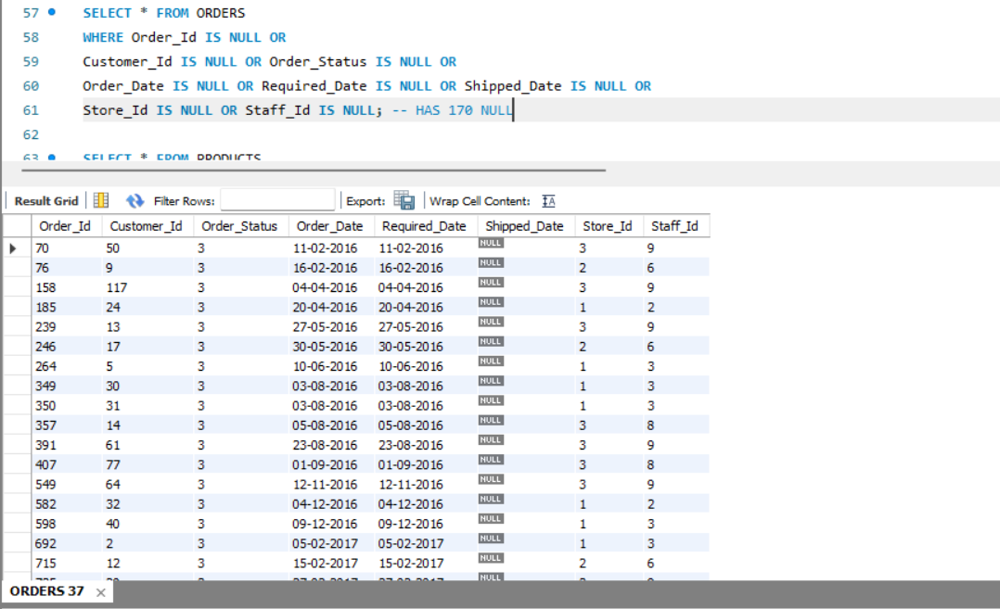 57 SELECT * FROM ORDERS
58 WHERE Order_Id IS NULL OR
59 Customer_Id IS NULL OR Order_Status IS NULL OR
60 Order_Date IS NULL OR Required_Date IS NULL OR Shipped_Date IS NULL OR
61 Store_Id IS NULL OR Staff_Id IS NULL; -- HAS 170 NULL
62
63 SELECT * FROM PRODUCTS
Result Grid Filter Rows: Export: Wrap Cell Content:
Order_Id Customer_Id Order_Status Order_Date Required_Date Shipped_Date Store_Id Staff_Id
70 50 3 11-02-2016 11-02-2016 NULL 3 9
76 9 3 16-02-2016 16-02-2016 NULL 2 6
158 117 3 04-04-2016 04-04-2016 NULL 3 9
185 24 3 20-04-2016 20-04-2016 NULL 1 2
239 13 3 27-05-2016 27-05-2016 NULL 3 9
246 17 3 30-05-2016 30-05-2016 NULL 2 6
264 5 3 10-06-2016 10-06-2016 NULL 1 3
349 30 3 03-08-2016 03-08-2016 NULL 1 3
350 31 3 03-08-2016 03-08-2016 NULL 1 3
357 14 3 05-08-2016 05-08-2016 NULL 3 8
391 61 3 23-08-2016 23-08-2016 NULL 3 9
407 77 3 01-09-2016 01-09-2016 NULL 3 8
549 64 3 12-11-2016 12-11-2016 NULL 3 9
582 32 3 04-12-2016 04-12-2016 NULL 1 2
598 40 3 09-12-2016 09-12-2016 NULL 1 3
692 2 3 05-02-2017 05-02-2017 NULL 1 3
715 12 3 15-02-2017 15-02-2017 NULL 2 6
NULL
ORDERS 37